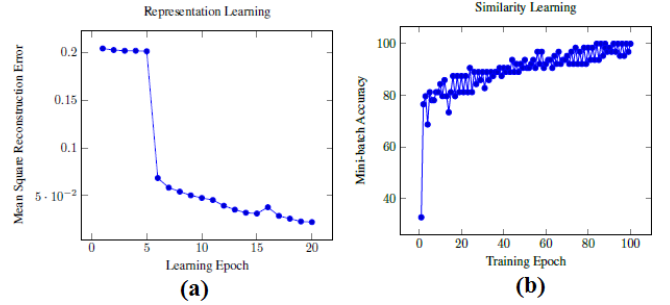 Representation Learning
Mean Square Reconstruction Error
0.2
0.15
0.1
5 · 10⁻²
0 5 10 15 20
Learning Epoch
(a)
Similarity Learning
Mini-batch Accuracy
100
80
60
40
0 20 40 60 80 100
Training Epoch
(b)